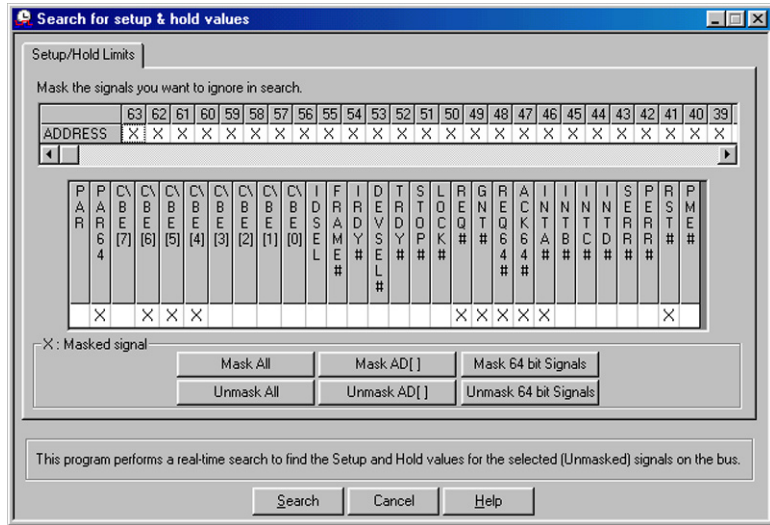 Search for setup & hold values
Setup/Hold Limits
Mask the signals you want to ignore in search.
63 62 61 60 59 58 57 56 55 54 53 52 51 50 49 48 47 46 45 44 43 42 41 40 39
ADDRESS X X X X X X X X X X X X X X X X X X X X X X X X X
PAR PAR64 C\BE[7] C\BE[6] C\BE[5] C\BE[4] C\BE[3] C\BE[2] C\BE[1] C\BE[0] IDSEL FRAME# IRDY# DEVSEL# TRDY# STOP# LOCK# REQ# GNT# REQ64# ACK64# INTA# INTB# INTC# INTD# SERR# PERR# RST# PME#
X X X X X X X X X X
X : Masked signal
Mask All Mask AD[ ] Mask 64 bit Signals
Unmask All Unmask AD[ ] Unmask 64 bit Signals
This program performs a real-time search to find the Setup and Hold values for the selected (Unmasked) signals on the bus.
Search Cancel Help